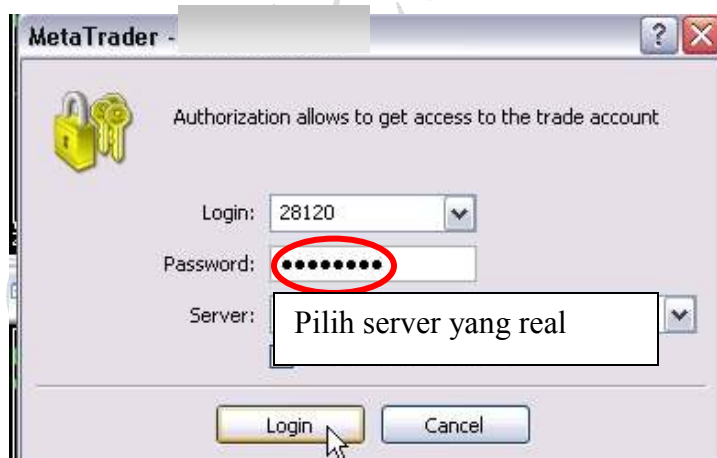 MetaTrader -
Authorization allows to get access to the trade account
Login: 28120
Password: ●●●●●●●●
Server: Pilih server yang real
Login Cancel